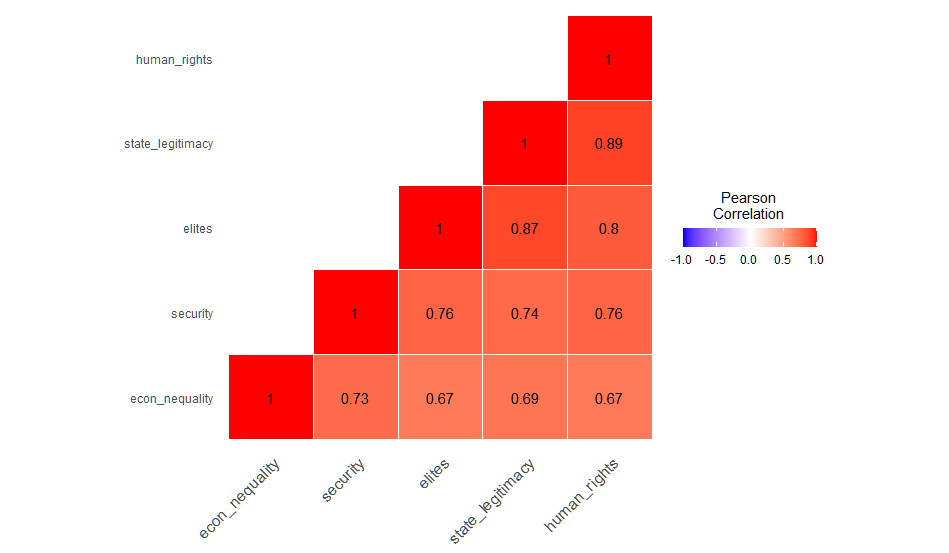 human_rights
1
state_legitimacy
1
0.89
elites
1
0.87
0.8
security
1
0.76
0.74
0.76
econ_nequality
1
0.73
0.67
0.69
0.67
econ_nequality
security
elites
state_legitimacy
human_rights
Pearson
Correlation
-1.0 -0.5 0.0 0.5 1.0